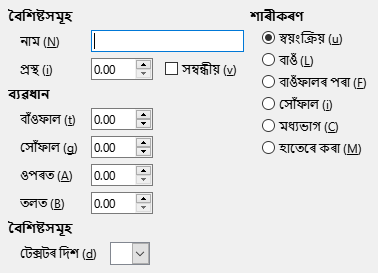 বৈশিষ্টসমূহ
নাম (N)
প্ৰস্থ (i) 0.00 সম্বন্ধীয় (v)
ব্যৱধান
বাঁওফাল (t) 0.00
সোঁফাল (g) 0.00
ওপৰত (A) 0.00
তলত (B) 0.00
বৈশিষ্টসমূহ
টেক্সটৰ দিশ (d)
শাৰীকৰণ
স্বয়ংক্ৰিয় (u)
বাওঁ (L)
বাওঁফালৰ পৰা (F)
সোঁফাল (i)
মধ্যভাগ (C)
হাতেৰে কৰা (M)